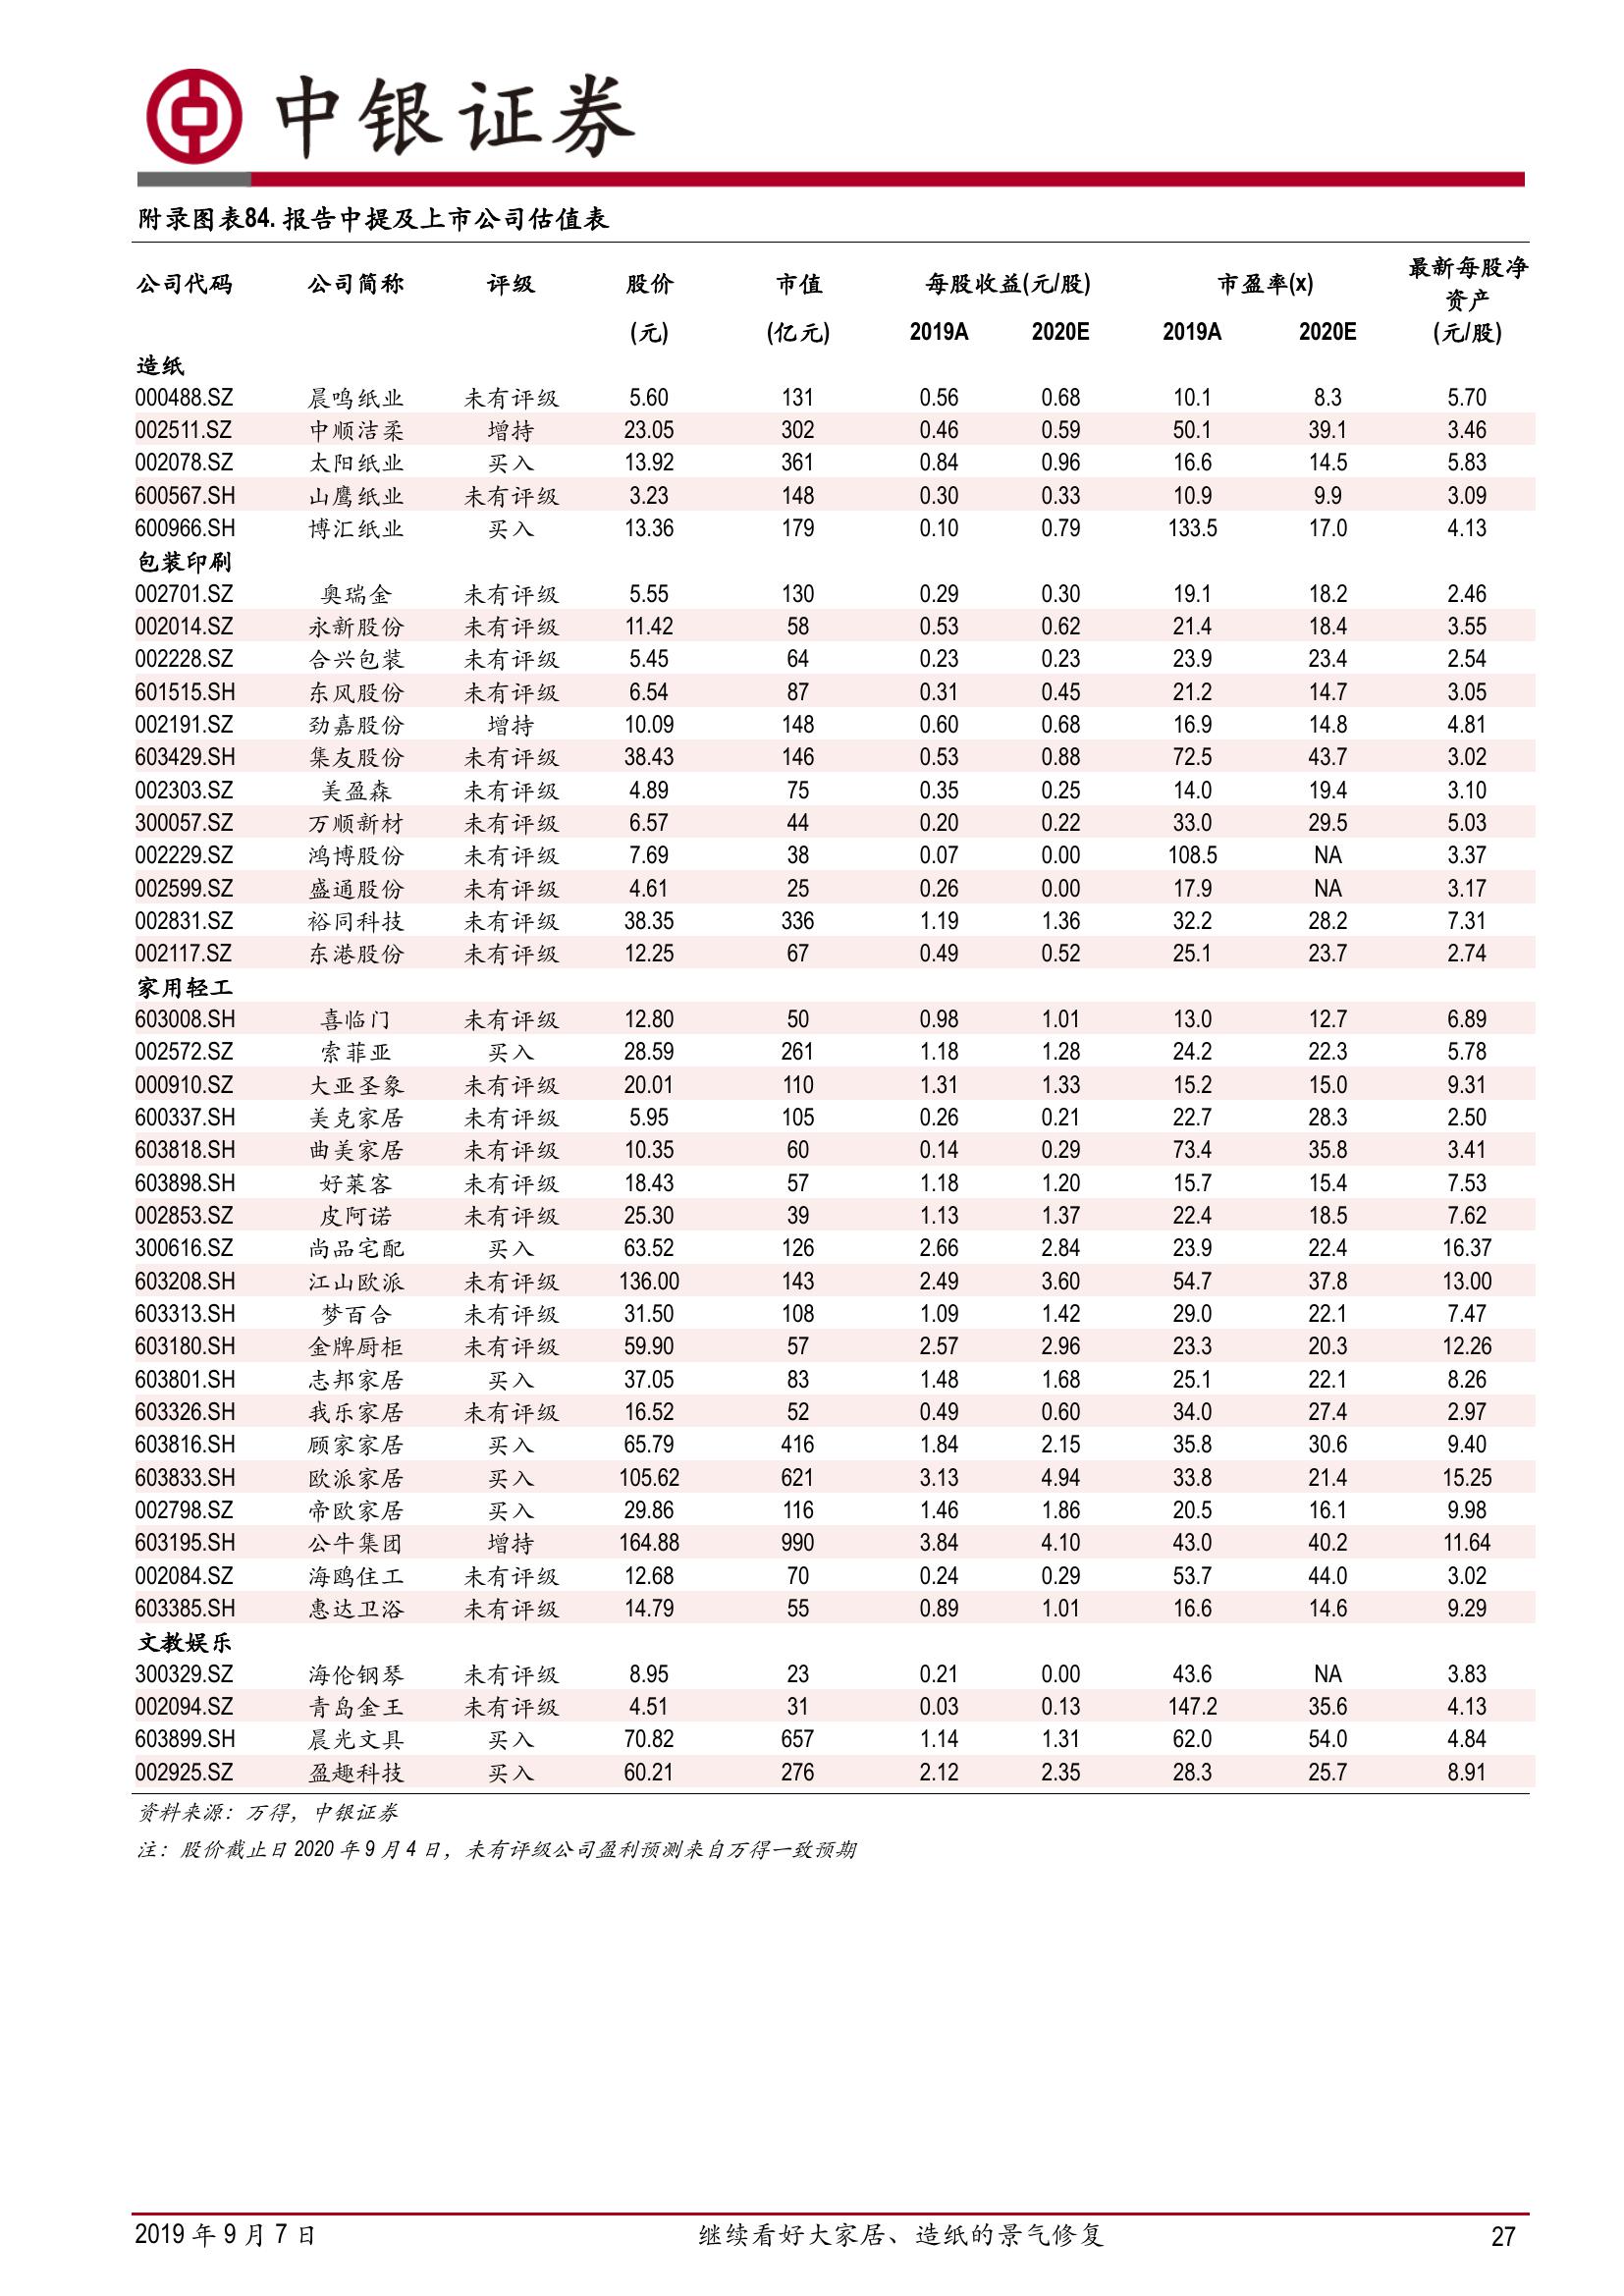 中银证券
附录图表84. 报告中提及上市公司估值表
公司代码 公司简称 评级 股价 市值 每股收益(元/股) 市盈率(x) 最新每股净
资产
(元) (亿元) 2019A 2020E 2019A 2020E (元/股)
造纸
000488.SZ 晨鸣纸业 未有评级 5.60 131 0.56 0.68 10.1 8.3 5.70
002511.SZ 中顺洁柔 增持 23.05 302 0.46 0.59 50.1 39.1 3.46
002078.SZ 太阳纸业 买入 13.92 361 0.84 0.96 16.6 14.5 5.83
600567.SH 山鹰纸业 未有评级 3.23 148 0.30 0.33 10.9 9.9 3.09
600966.SH 博汇纸业 买入 13.36 179 0.10 0.79 133.5 17.0 4.13
包装印刷
002701.SZ 奥瑞金 未有评级 5.55 130 0.29 0.30 19.1 18.2 2.46
002014.SZ 永新股份 未有评级 11.42 58 0.53 0.62 21.4 18.4 3.55
002228.SZ 合兴包装 未有评级 5.45 64 0.23 0.23 23.9 23.4 2.54
601515.SH 东风股份 未有评级 6.54 87 0.31 0.45 21.2 14.7 3.05
002191.SZ 劲嘉股份 增持 10.09 148 0.60 0.68 16.9 14.8 4.81
603429.SH 集友股份 未有评级 38.43 146 0.53 0.88 72.5 43.7 3.02
002303.SZ 美盈森 未有评级 4.89 75 0.35 0.25 14.0 19.4 3.10
300057.SZ 万顺新材 未有评级 6.57 44 0.20 0.22 33.0 29.5 5.03
002229.SZ 鸿博股份 未有评级 7.69 38 0.07 0.00 108.5 NA 3.37
002599.SZ 盛通股份 未有评级 4.61 25 0.26 0.00 17.9 NA 3.17
002831.SZ 裕同科技 未有评级 38.35 336 1.19 1.36 32.2 28.2 7.31
002117.SZ 东港股份 未有评级 12.25 67 0.49 0.52 25.1 23.7 2.74
家用轻工
603008.SH 喜临门 未有评级 12.80 50 0.98 1.01 13.0 12.7 6.89
002572.SZ 索菲亚 买入 28.59 261 1.18 1.28 24.2 22.3 5.78
000910.SZ 大亚圣象 未有评级 20.01 110 1.31 1.33 15.2 15.0 9.31
600337.SH 美克家居 未有评级 5.95 105 0.26 0.21 22.7 28.3 2.50
603818.SH 曲美家居 未有评级 10.35 60 0.14 0.29 73.4 35.8 3.41
603898.SH 好莱客 未有评级 18.43 57 1.18 1.20 15.7 15.4 7.53
002853.SZ 皮阿诺 未有评级 25.30 39 1.13 1.37 22.4 18.5 7.62
300616.SZ 尚品宅配 买入 63.52 126 2.66 2.84 23.9 22.4 16.37
603208.SH 江山欧派 未有评级 136.00 143 2.49 3.60 54.7 37.8 13.00
603313.SH 梦百合 未有评级 31.50 108 1.09 1.42 29.0 22.1 7.47
603180.SH 金牌厨柜 未有评级 59.90 57 2.57 2.96 23.3 20.3 12.26
603801.SH 志邦家居 买入 37.05 83 1.48 1.68 25.1 22.1 8.26
603326.SH 我乐家居 未有评级 16.52 52 0.49 0.60 34.0 27.4 2.97
603816.SH 顾家家居 买入 65.79 416 1.84 2.15 35.8 30.6 9.40
603833.SH 欧派家居 买入 105.62 621 3.13 4.94 33.8 21.4 15.25
002798.SZ 帝欧家居 买入 29.86 116 1.46 1.86 20.5 16.1 9.98
603195.SH 公牛集团 增持 164.88 990 3.84 4.10 43.0 40.2 11.64
002084.SZ 海鸥住工 未有评级 12.68 70 0.24 0.29 53.7 44.0 3.02
603385.SH 惠达卫浴 未有评级 14.79 55 0.89 1.01 16.6 14.6 9.29
文教娱乐
300329.SZ 海伦钢琴 未有评级 8.95 23 0.21 0.00 43.6 NA 3.83
002094.SZ 青岛金王 未有评级 4.51 31 0.03 0.13 147.2 35.6 4.13
603899.SH 晨光文具 买入 70.82 657 1.14 1.31 62.0 54.0 4.84
002925.SZ 盈趣科技 买入 60.21 276 2.12 2.35 28.3 25.7 8.91
资料来源：万得，中银证券
注：股价截止日 2020 年 9 月 4 日，未有评级公司盈利预测来自万得一致预期
2019 年 9 月 7 日 继续看好大家居、造纸的景气修复 27